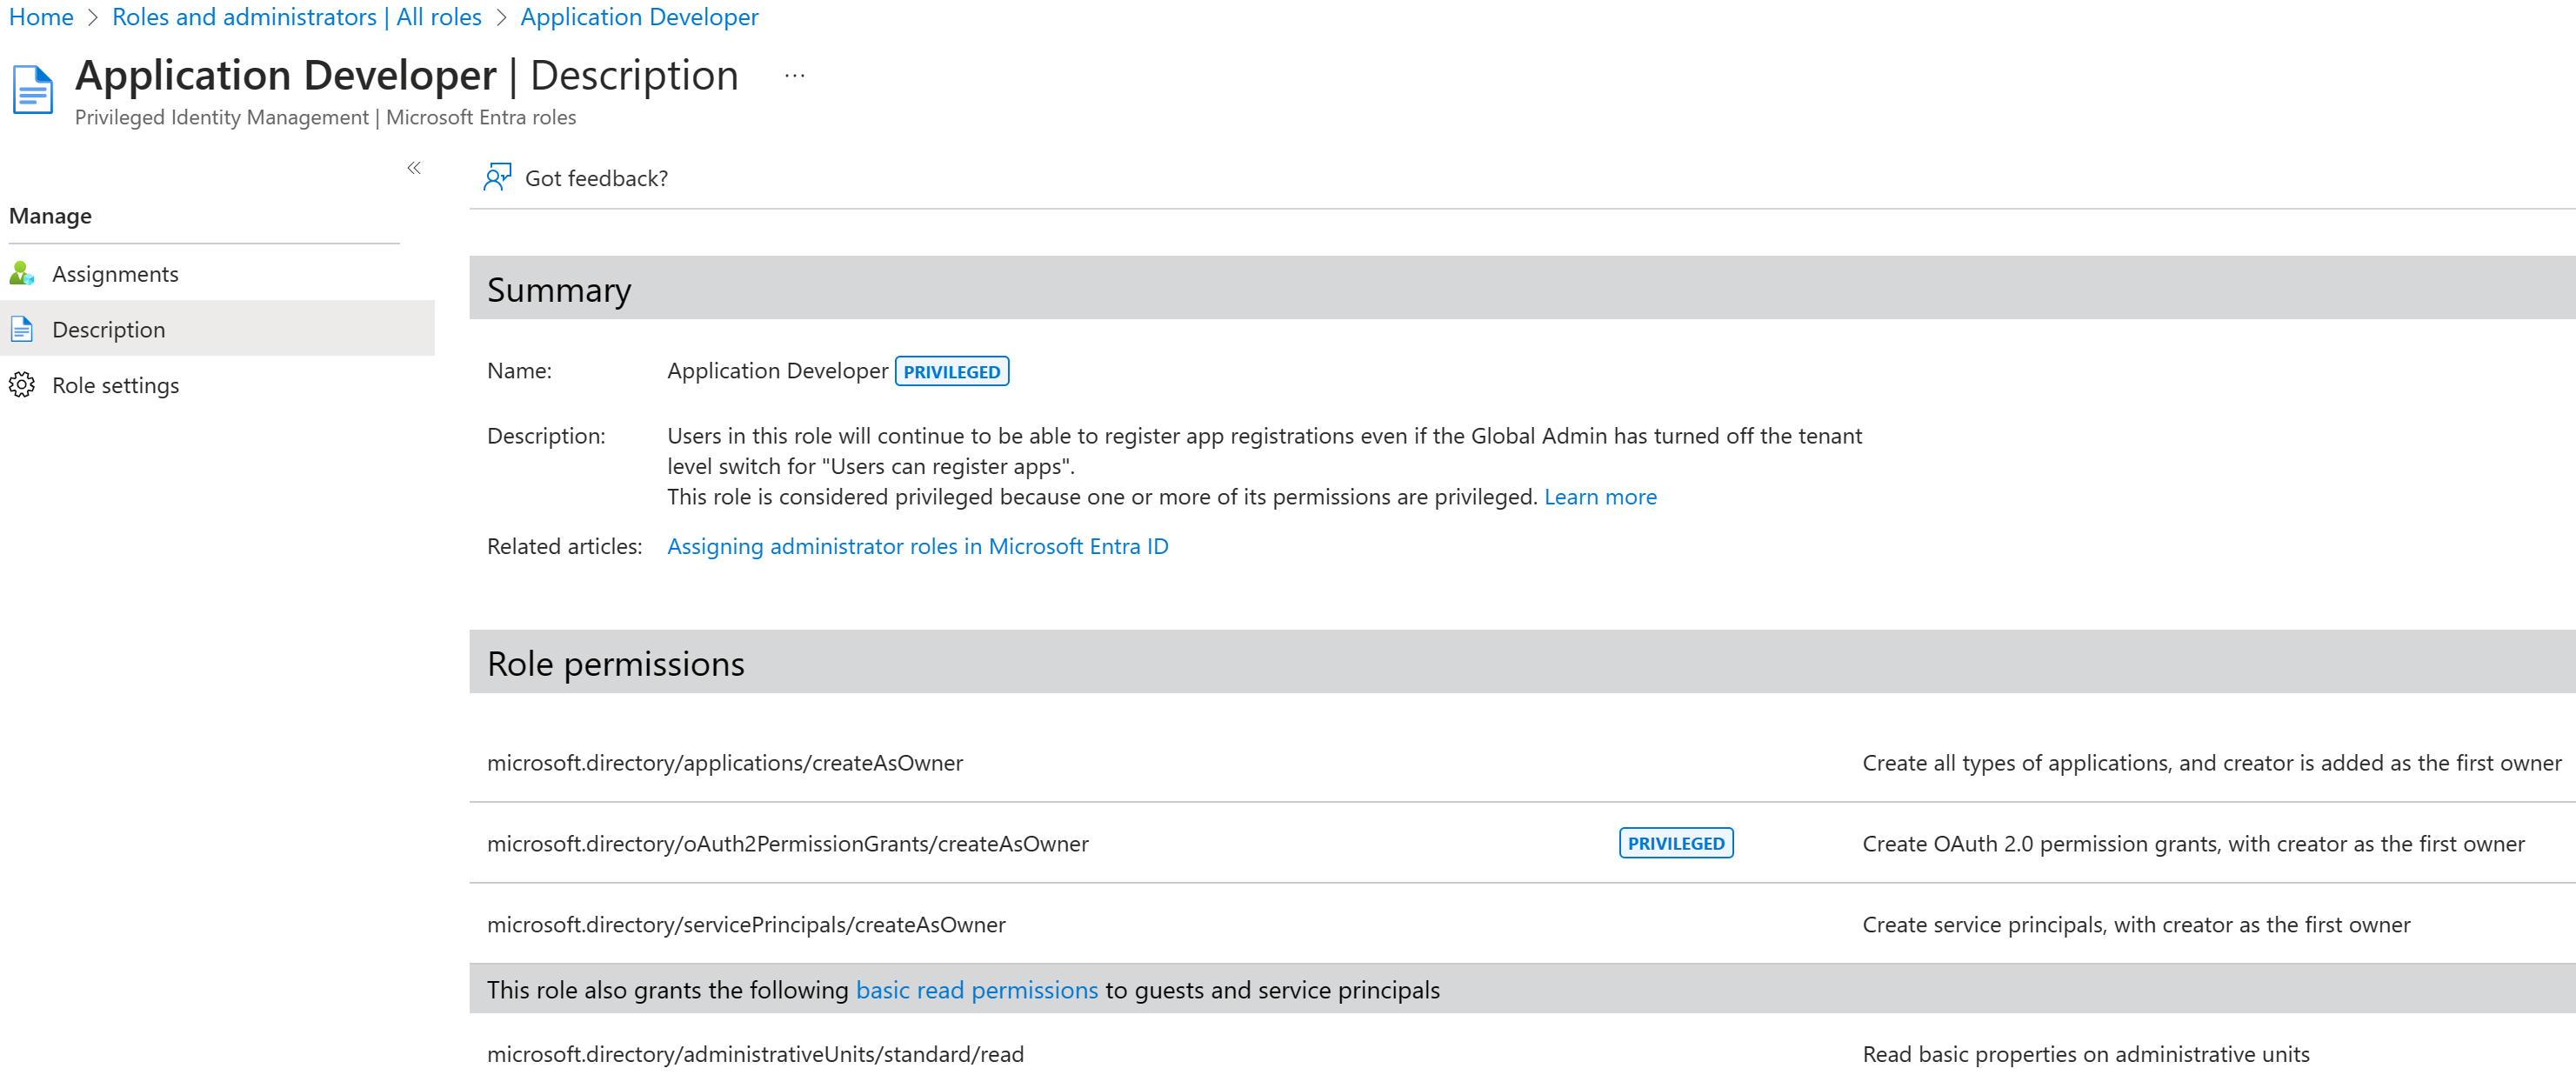 Home > Roles and administrators | All roles > Application Developer
Application Developer | Description ...
Privileged Identity Management | Microsoft Entra roles
«
Got feedback?
Manage
Assignments
Description
Role settings
Summary
Name: Application Developer PRIVILEGED
Description: Users in this role will continue to be able to register app registrations even if the Global Admin has turned off the tenant
level switch for "Users can register apps".
This role is considered privileged because one or more of its permissions are privileged. Learn more
Related articles: Assigning administrator roles in Microsoft Entra ID
Role permissions
microsoft.directory/applications/createAsOwner Create all types of applications, and creator is added as the first owner
microsoft.directory/oAuth2PermissionGrants/createAsOwner PRIVILEGED Create OAuth 2.0 permission grants, with creator as the first owner
microsoft.directory/servicePrincipals/createAsOwner Create service principals, with creator as the first owner
This role also grants the following basic read permissions to guests and service principals
microsoft.directory/administrativeUnits/standard/read Read basic properties on administrative units